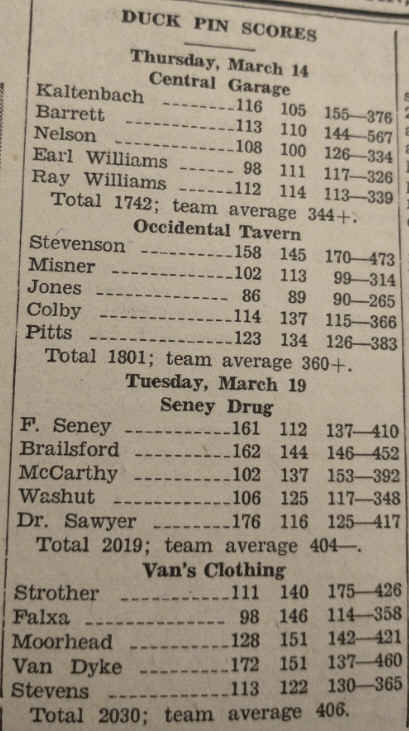 DUCK PIN SCORES
Thursday, March 14
Central Garage
Kaltenbach --------116 105 155—376
Barrett --------------113 110 144—567
Nelson --------------108 100 126—334
Earl Williams ------ 98 111 117—326
Ray Williams ------112 114 113—339
Total 1742; team average 344+.
Occidental Tavern
Stevenson ----------158 145 170—473
Misner --------------102 113 99—314
Jones -------------- 86 89 90—265
Colby --------------114 137 115—366
Pitts ----------------123 134 126—383
Total 1801; team average 360+.
Tuesday, March 19
Seney Drug
F. Seney ------------161 112 137—410
Brailsford ----------162 144 146—452
McCarthy ----------102 137 153—392
Washut ------------106 125 117—348
Dr. Sawyer --------176 116 125—417
Total 2019; team average 404—.
Van's Clothing
Strother -----------111 140 175—426
Falxa -------------- 98 146 114—358
Moorhead ----------128 151 142—421
Van Dyke ----------172 151 137—460
Stevens ------------113 122 130—365
Total 2030; team average 406.